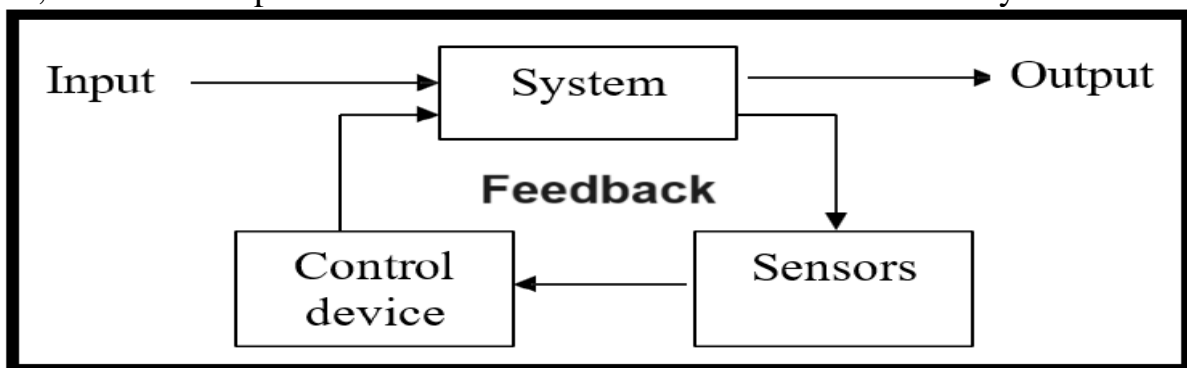 Input
System
Output
Feedback
Control
device
Sensors